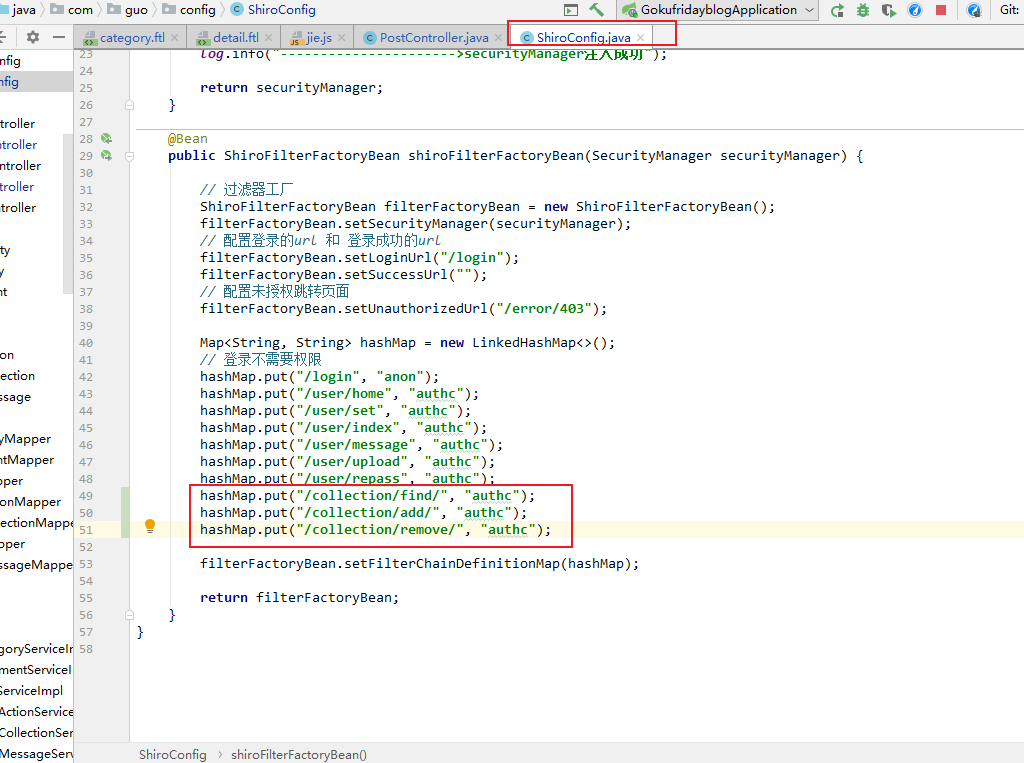 java com guo config ShiroConfig GokufridayblogApplication Git:
category.ftl detail.ftl jie.js PostController.java ShiroConfig.java
nfig
nfig
troller
ntroller
ontroller
troller
troller
ty
y
nt
on
ection
ssage
yMapper
ntMapper
pper
onMapper
ectionMappe
pper
ssageMappe
goryServiceIr
mentServiceI
ServiceImpl
ActionService
CollectionSer
MessageServ
23 log.info("---------------------->securityManager注入成功");
24
25 return securityManager;
26 }
27
28 @Bean
29 public ShiroFilterFactoryBean shiroFilterFactoryBean(SecurityManager securityManager) {
30
31 // 过滤器工厂
32 ShiroFilterFactoryBean filterFactoryBean = new ShiroFilterFactoryBean();
33 filterFactoryBean.setSecurityManager(securityManager);
34 // 配置登录的url 和 登录成功的url
35 filterFactoryBean.setLoginUrl("/login");
36 filterFactoryBean.setSuccessUrl("");
37 // 配置未授权跳转页面
38 filterFactoryBean.setUnauthorizedUrl("/error/403");
39
40 Map<String, String> hashMap = new LinkedHashMap<>();
41 // 登录不需要权限
42 hashMap.put("/login", "anon");
43 hashMap.put("/user/home", "authc");
44 hashMap.put("/user/set", "authc");
45 hashMap.put("/user/index", "authc");
46 hashMap.put("/user/message", "authc");
47 hashMap.put("/user/upload", "authc");
48 hashMap.put("/user/repass", "authc");
49 hashMap.put("/collection/find/", "authc");
50 hashMap.put("/collection/add/", "authc");
51 hashMap.put("/collection/remove/", "authc");
52
53 filterFactoryBean.setFilterChainDefinitionMap(hashMap);
54
55 return filterFactoryBean;
56 }
57 }
58
ShiroConfig › shiroFilterFactoryBean()